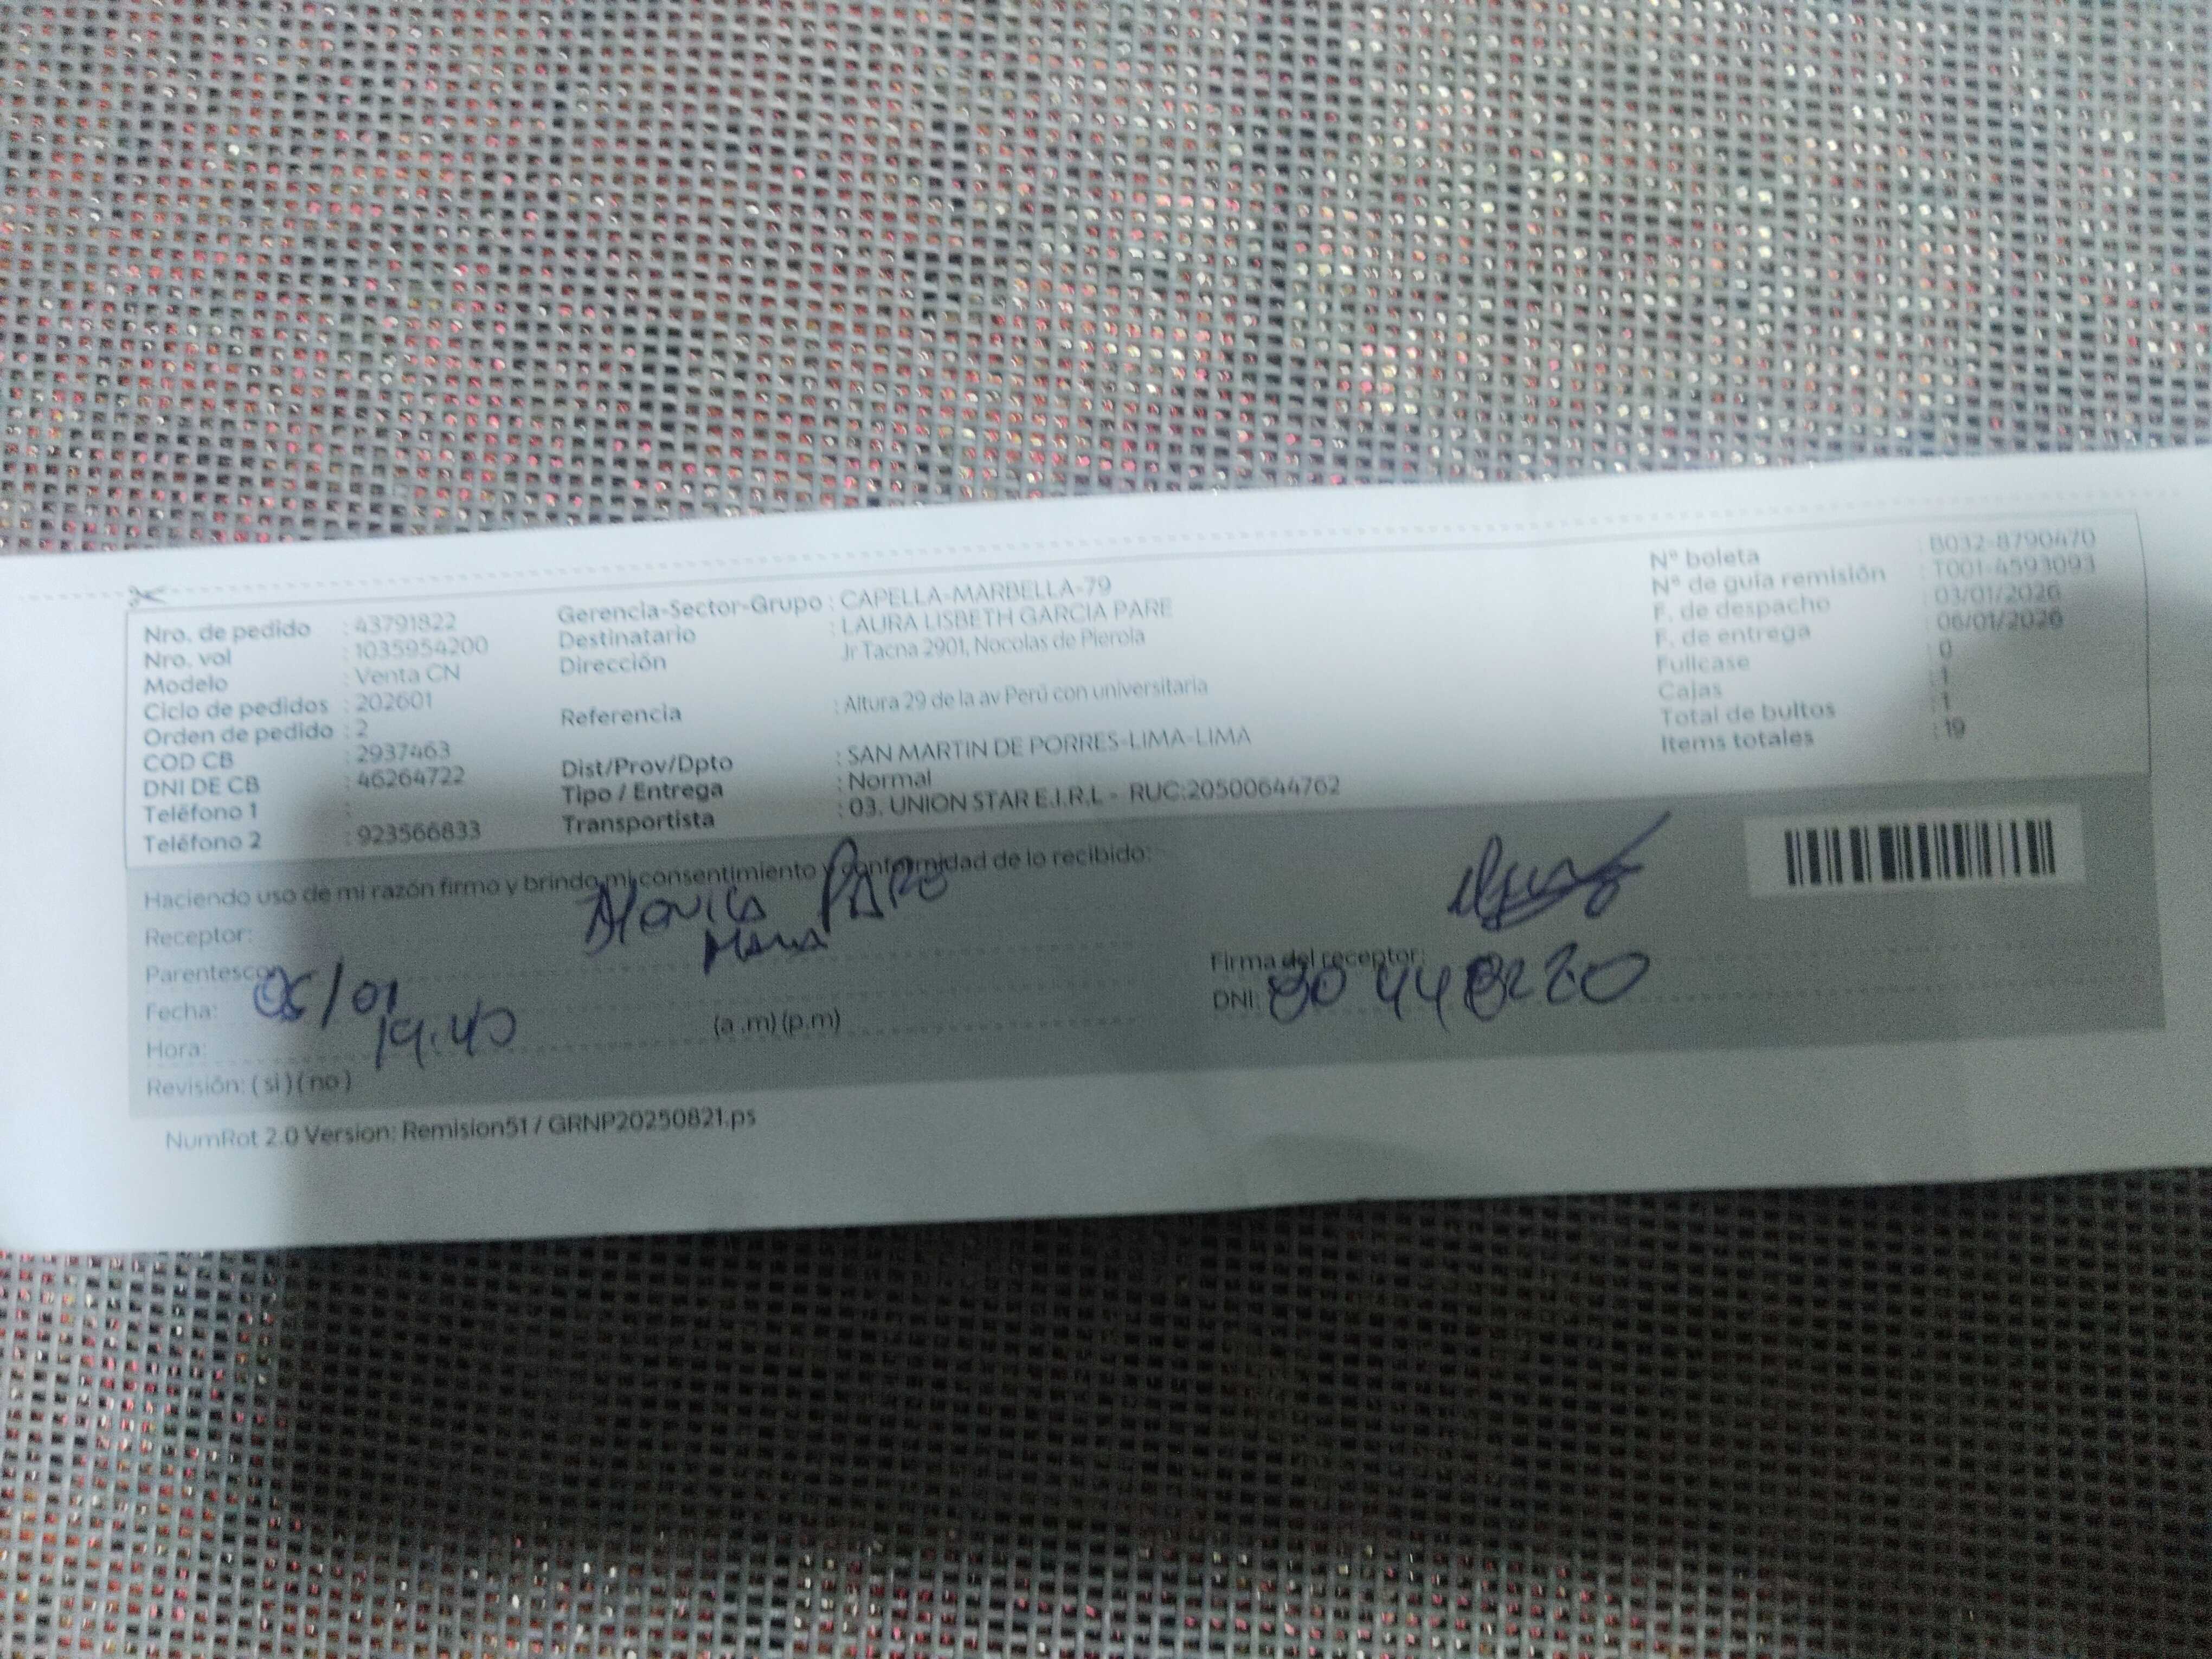 Nro. de pedido : 43791822
Nro. vol : 1035954200
Modelo : Venta CN
Ciclo de pedidos : 202601
Orden de pedido : 2
COD CB : 2937463
DNI DE CB : 46264722
Teléfono 1 :
Teléfono 2 : 923566833
Gerencia-Sector-Grupo : CAPELLA-MARBELLA-79
Destinatario : LAURA LISBETH GARCIA PARE
Dirección Jr Tacna 2901, Nocolas de Pierola
Referencia : Altura 29 de la av Perú con universitaria
Dist/Prov/Dpto : SAN MARTIN DE PORRES-LIMA-LIMA
Tipo / Entrega : Normal
Transportista : 03. UNION STAR E.I.R.L - RUC:20500644762
N° boleta : B032-8790470
N° de guía remisión : T001-4593093
F. de despacho : 03/01/2026
F. de entrega : 06/01/2026
Fullcase : 0
Cajas : 1
Total de bultos : 1
Items totales : 19
Haciendo uso de mi razón firmo y brindo mi consentimiento y conformidad de lo recibido:
Receptor:
Parentesco: Mama
Fecha: 06/01
Hora: 19:40 (a .m) (p.m)
Revisión: ( si ) ( no )
Firma del receptor:
DNI:
NumRot 2.0 Version: Remision51 / GRNP20250821.ps